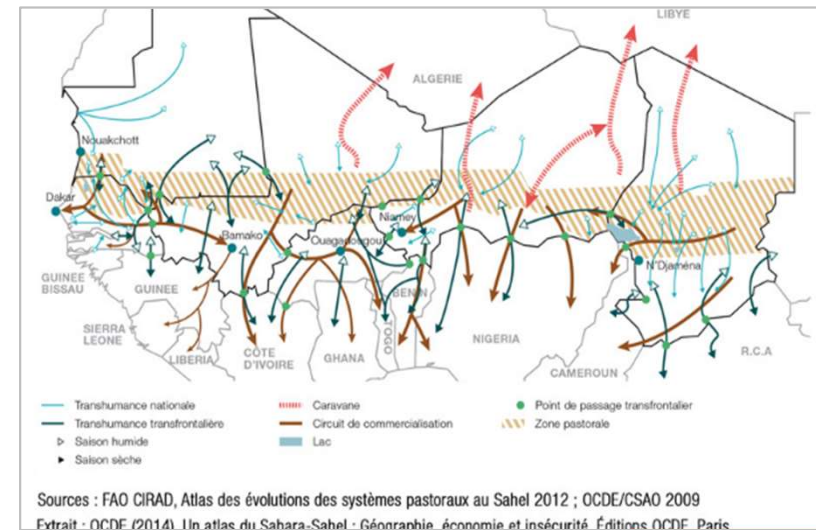 LIBYE
ALGERIE
Nouakchott
Dakar
Bamako
Niamey
Ouagadougou
N'Djaména
GUINEE
BISSAU
GUINEE
SIERRA
LEONE
LIBERIA
CÔTE
D'IVOIRE
GHANA
TOGO
BENIN
NIGERIA
CAMEROUN
R.C.A
Transhumance nationale
Transhumance transfrontalière
Saison humide
Saison sèche
Caravane
Circuit de commercialisation
Lac
Point de passage transfrontalier
Zone pastorale
Sources : FAO CIRAD, Atlas des évolutions des systèmes pastoraux au Sahel 2012 ; OCDE/CSAO 2009
Extrait : OCDE (2014), Un atlas du Sahara-Sahel : Géographie, économie et insécurité, Éditions OCDE, Paris